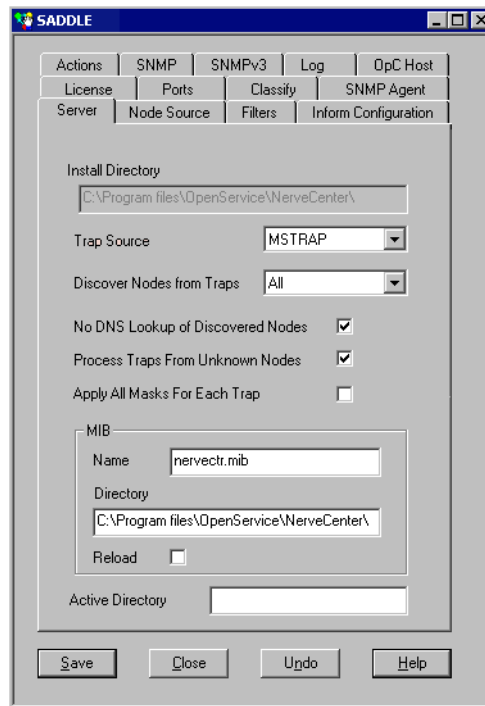 SADDLE
Actions SNMP SNMPv3 Log OpC Host
License Ports Classify SNMP Agent
Server Node Source Filters Inform Configuration
Install Directory
C:\Program files\OpenService\NerveCenter\
Trap Source MSTRAP
Discover Nodes from Traps All
No DNS Lookup of Discovered Nodes
Process Traps From Unknown Nodes
Apply All Masks For Each Trap
MIB
Name nervectr.mib
Directory
C:\Program files\OpenService\NerveCenter\
Reload
Active Directory
Save Close Undo Help